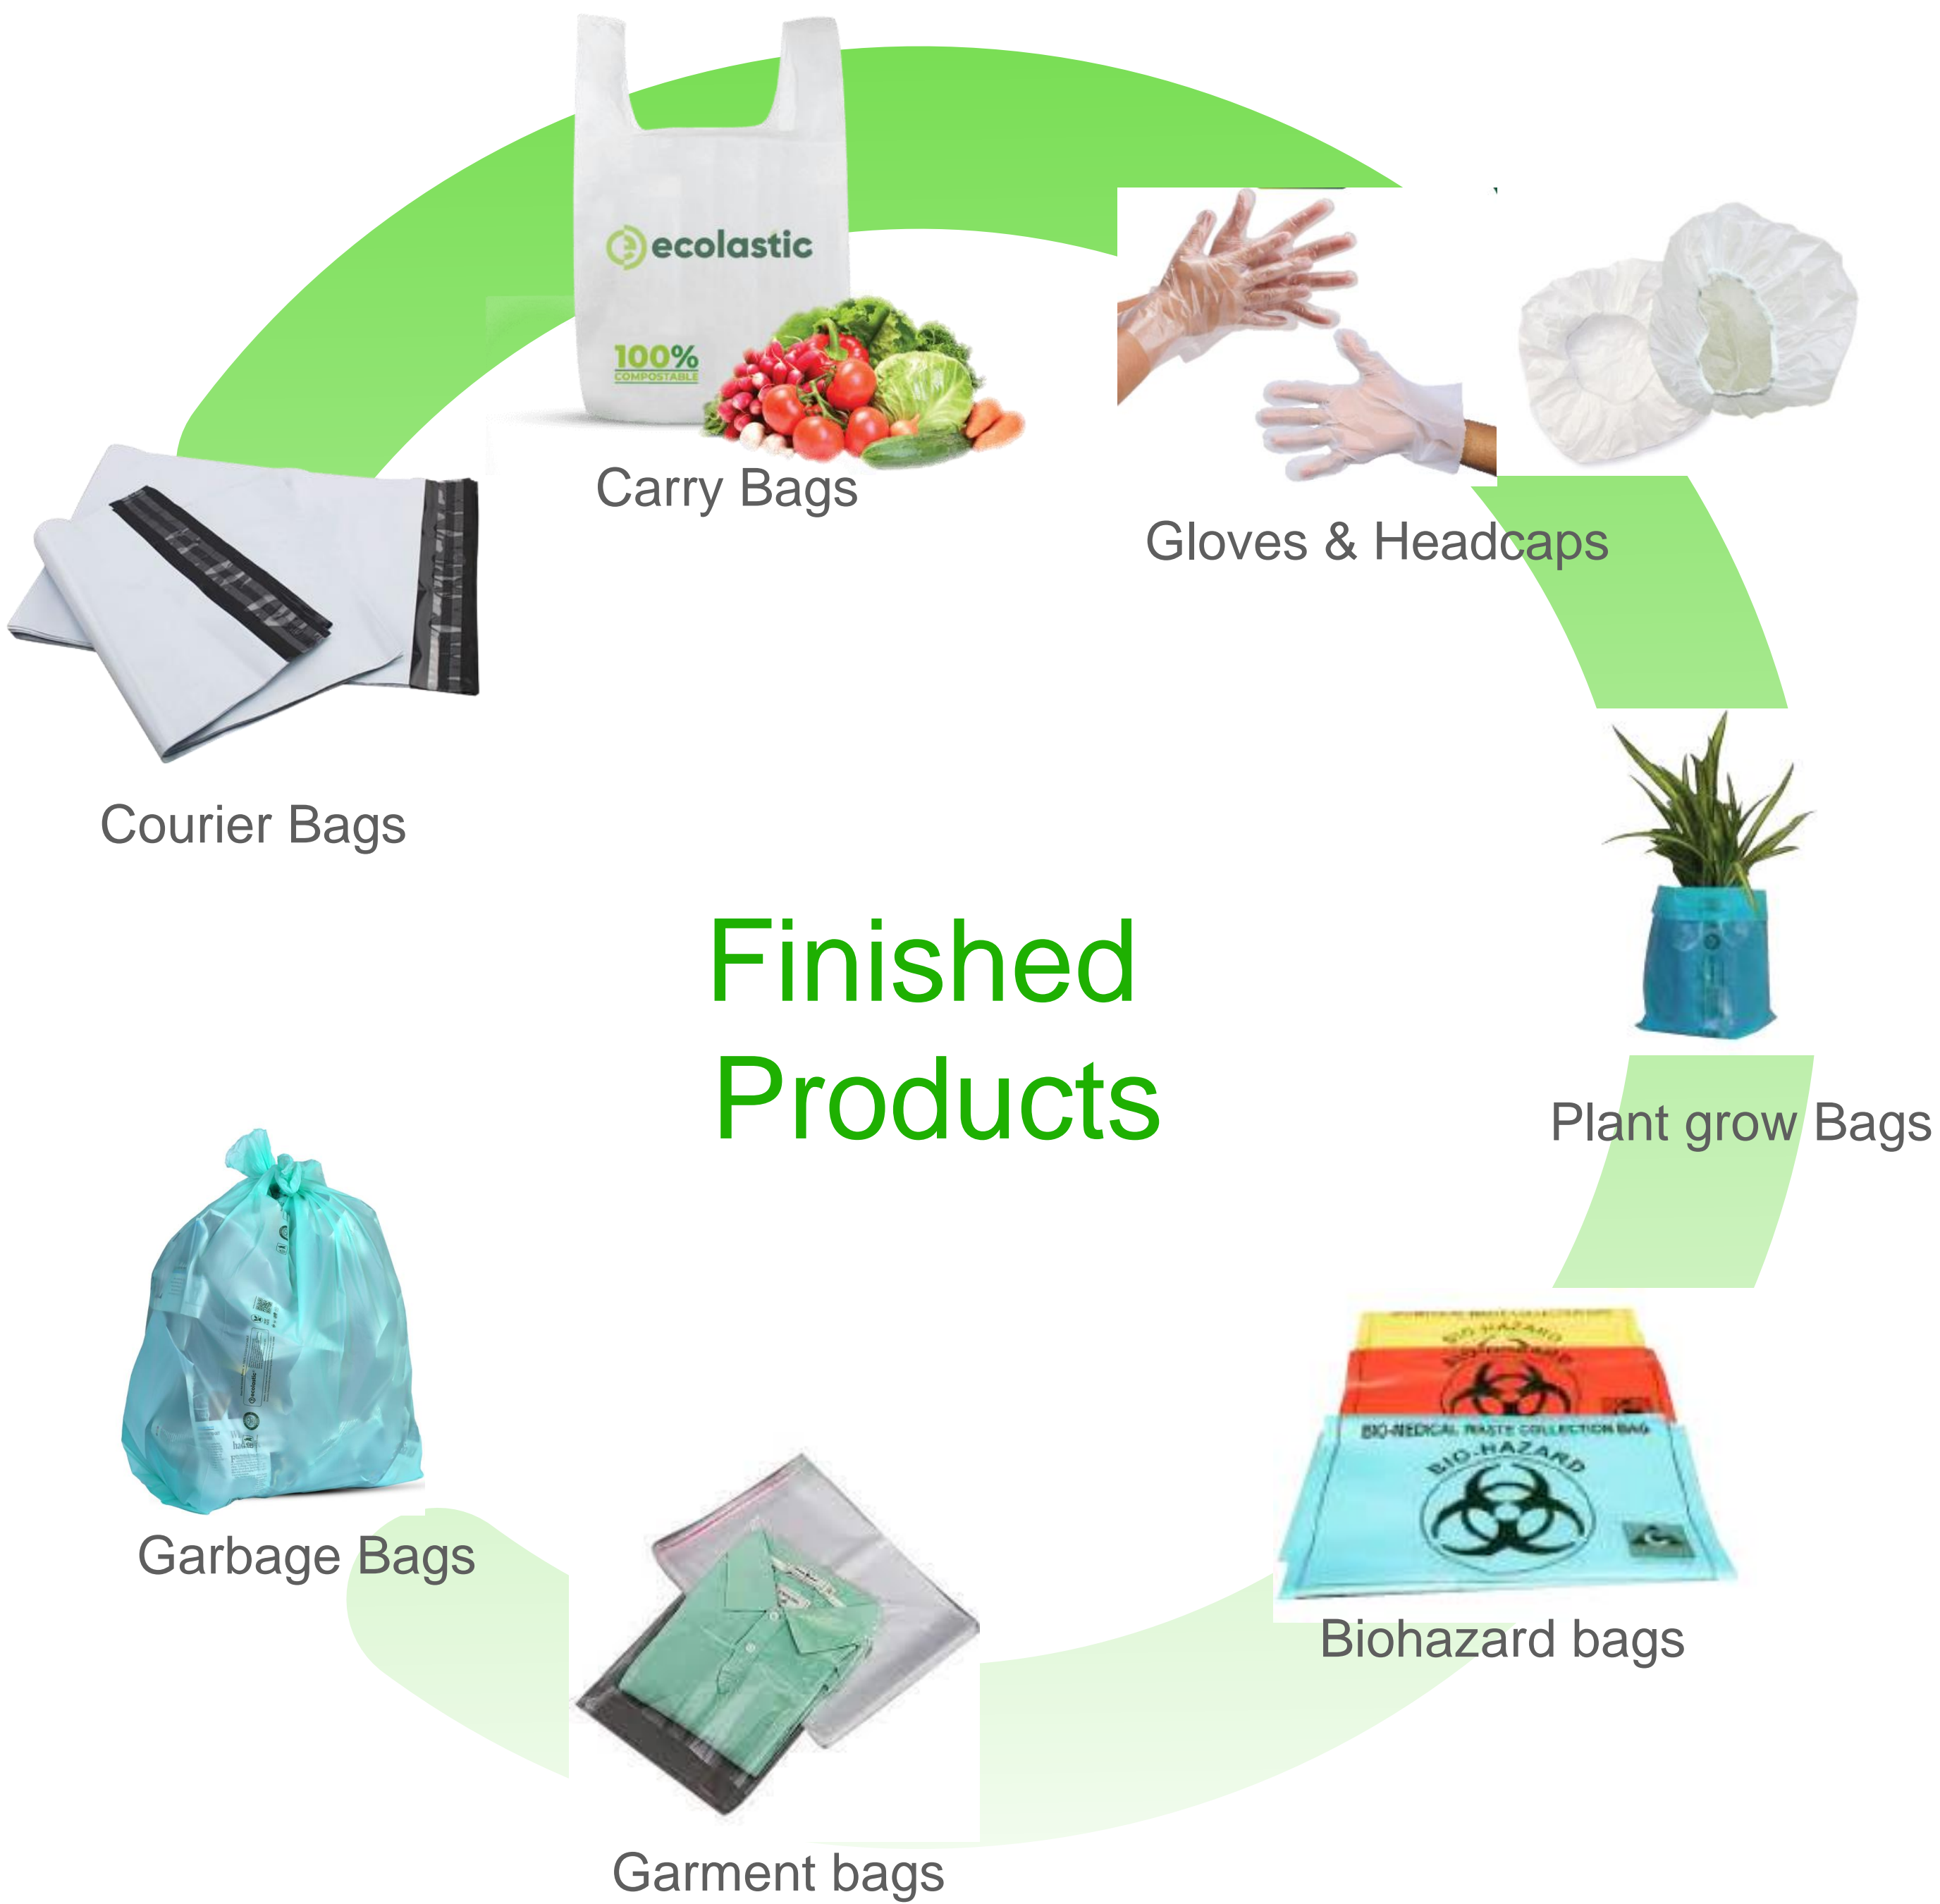 ecolastic
100%
COMPOSTABLE
Carry Bags
Gloves & Headcaps
Courier Bags
Finished
Products
Plant grow Bags
Garbage Bags
BIO-HAZARD
BIO-MEDICAL WASTE COLLECTION BAG
BIO-HAZARD
Biohazard bags
Garment bags